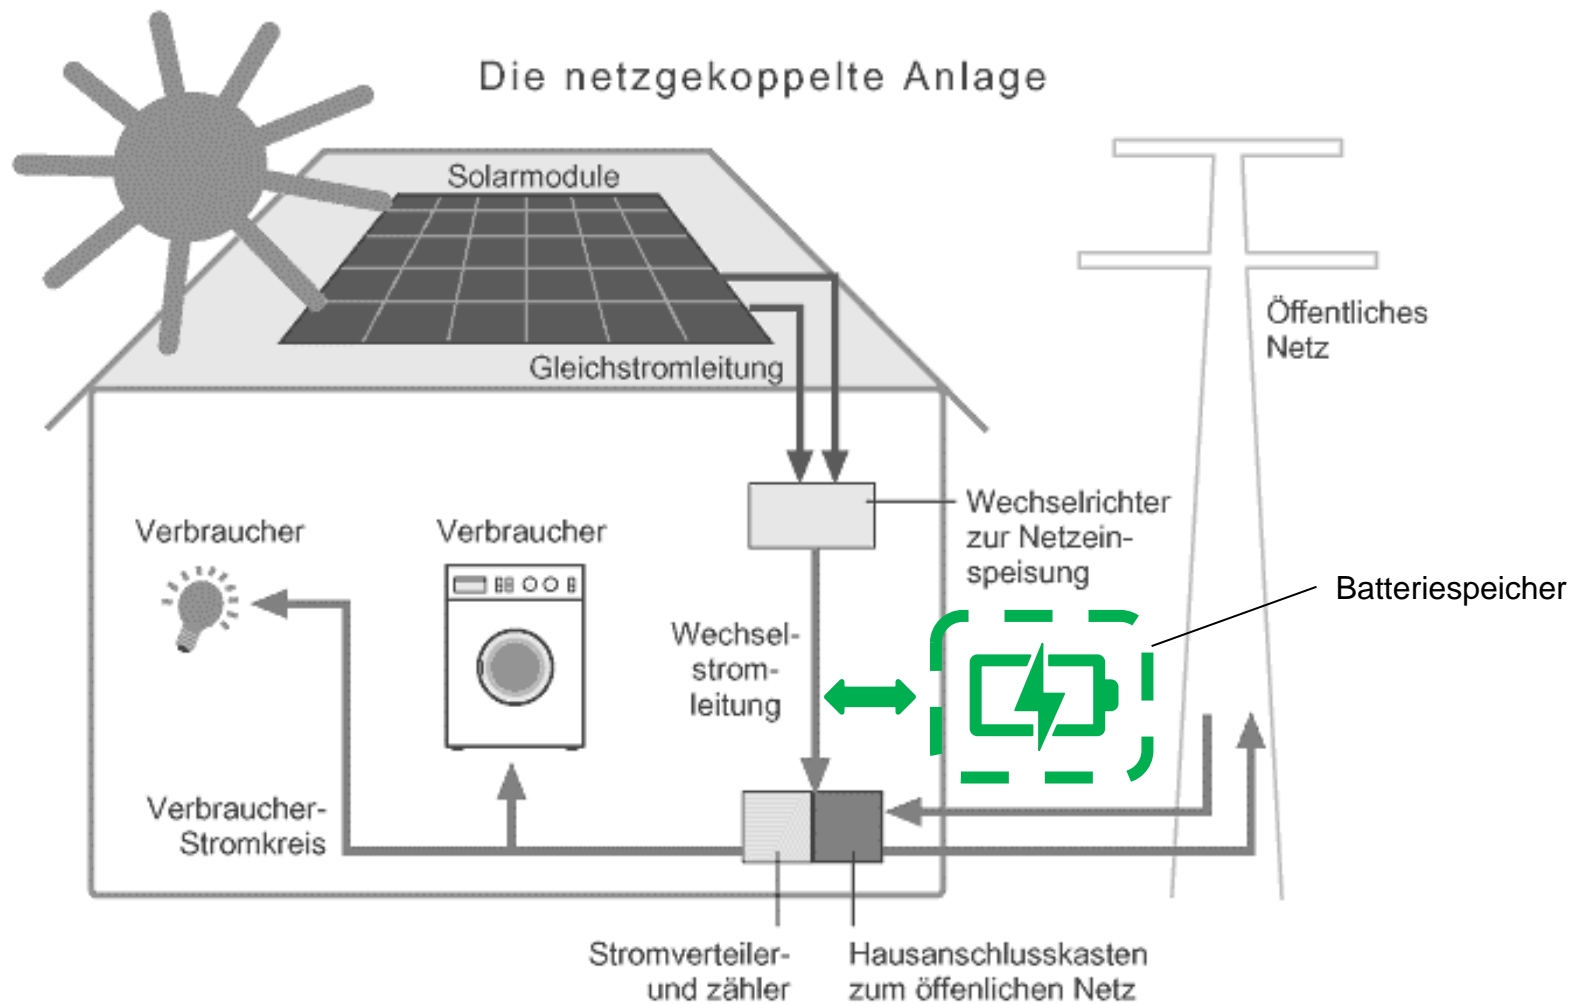 Die netzgekoppelte Anlage
Solarmodule
Gleichstromleitung
Öffentliches
Netz
Wechselrichter
zur Netzein-
speisung
Verbraucher
Verbraucher
Batteriespeicher
Wechsel-
strom-
leitung
Verbraucher-
Stromkreis
Stromverteiler-
und zähler
Hausanschlusskasten
zum öffenlichen Netz